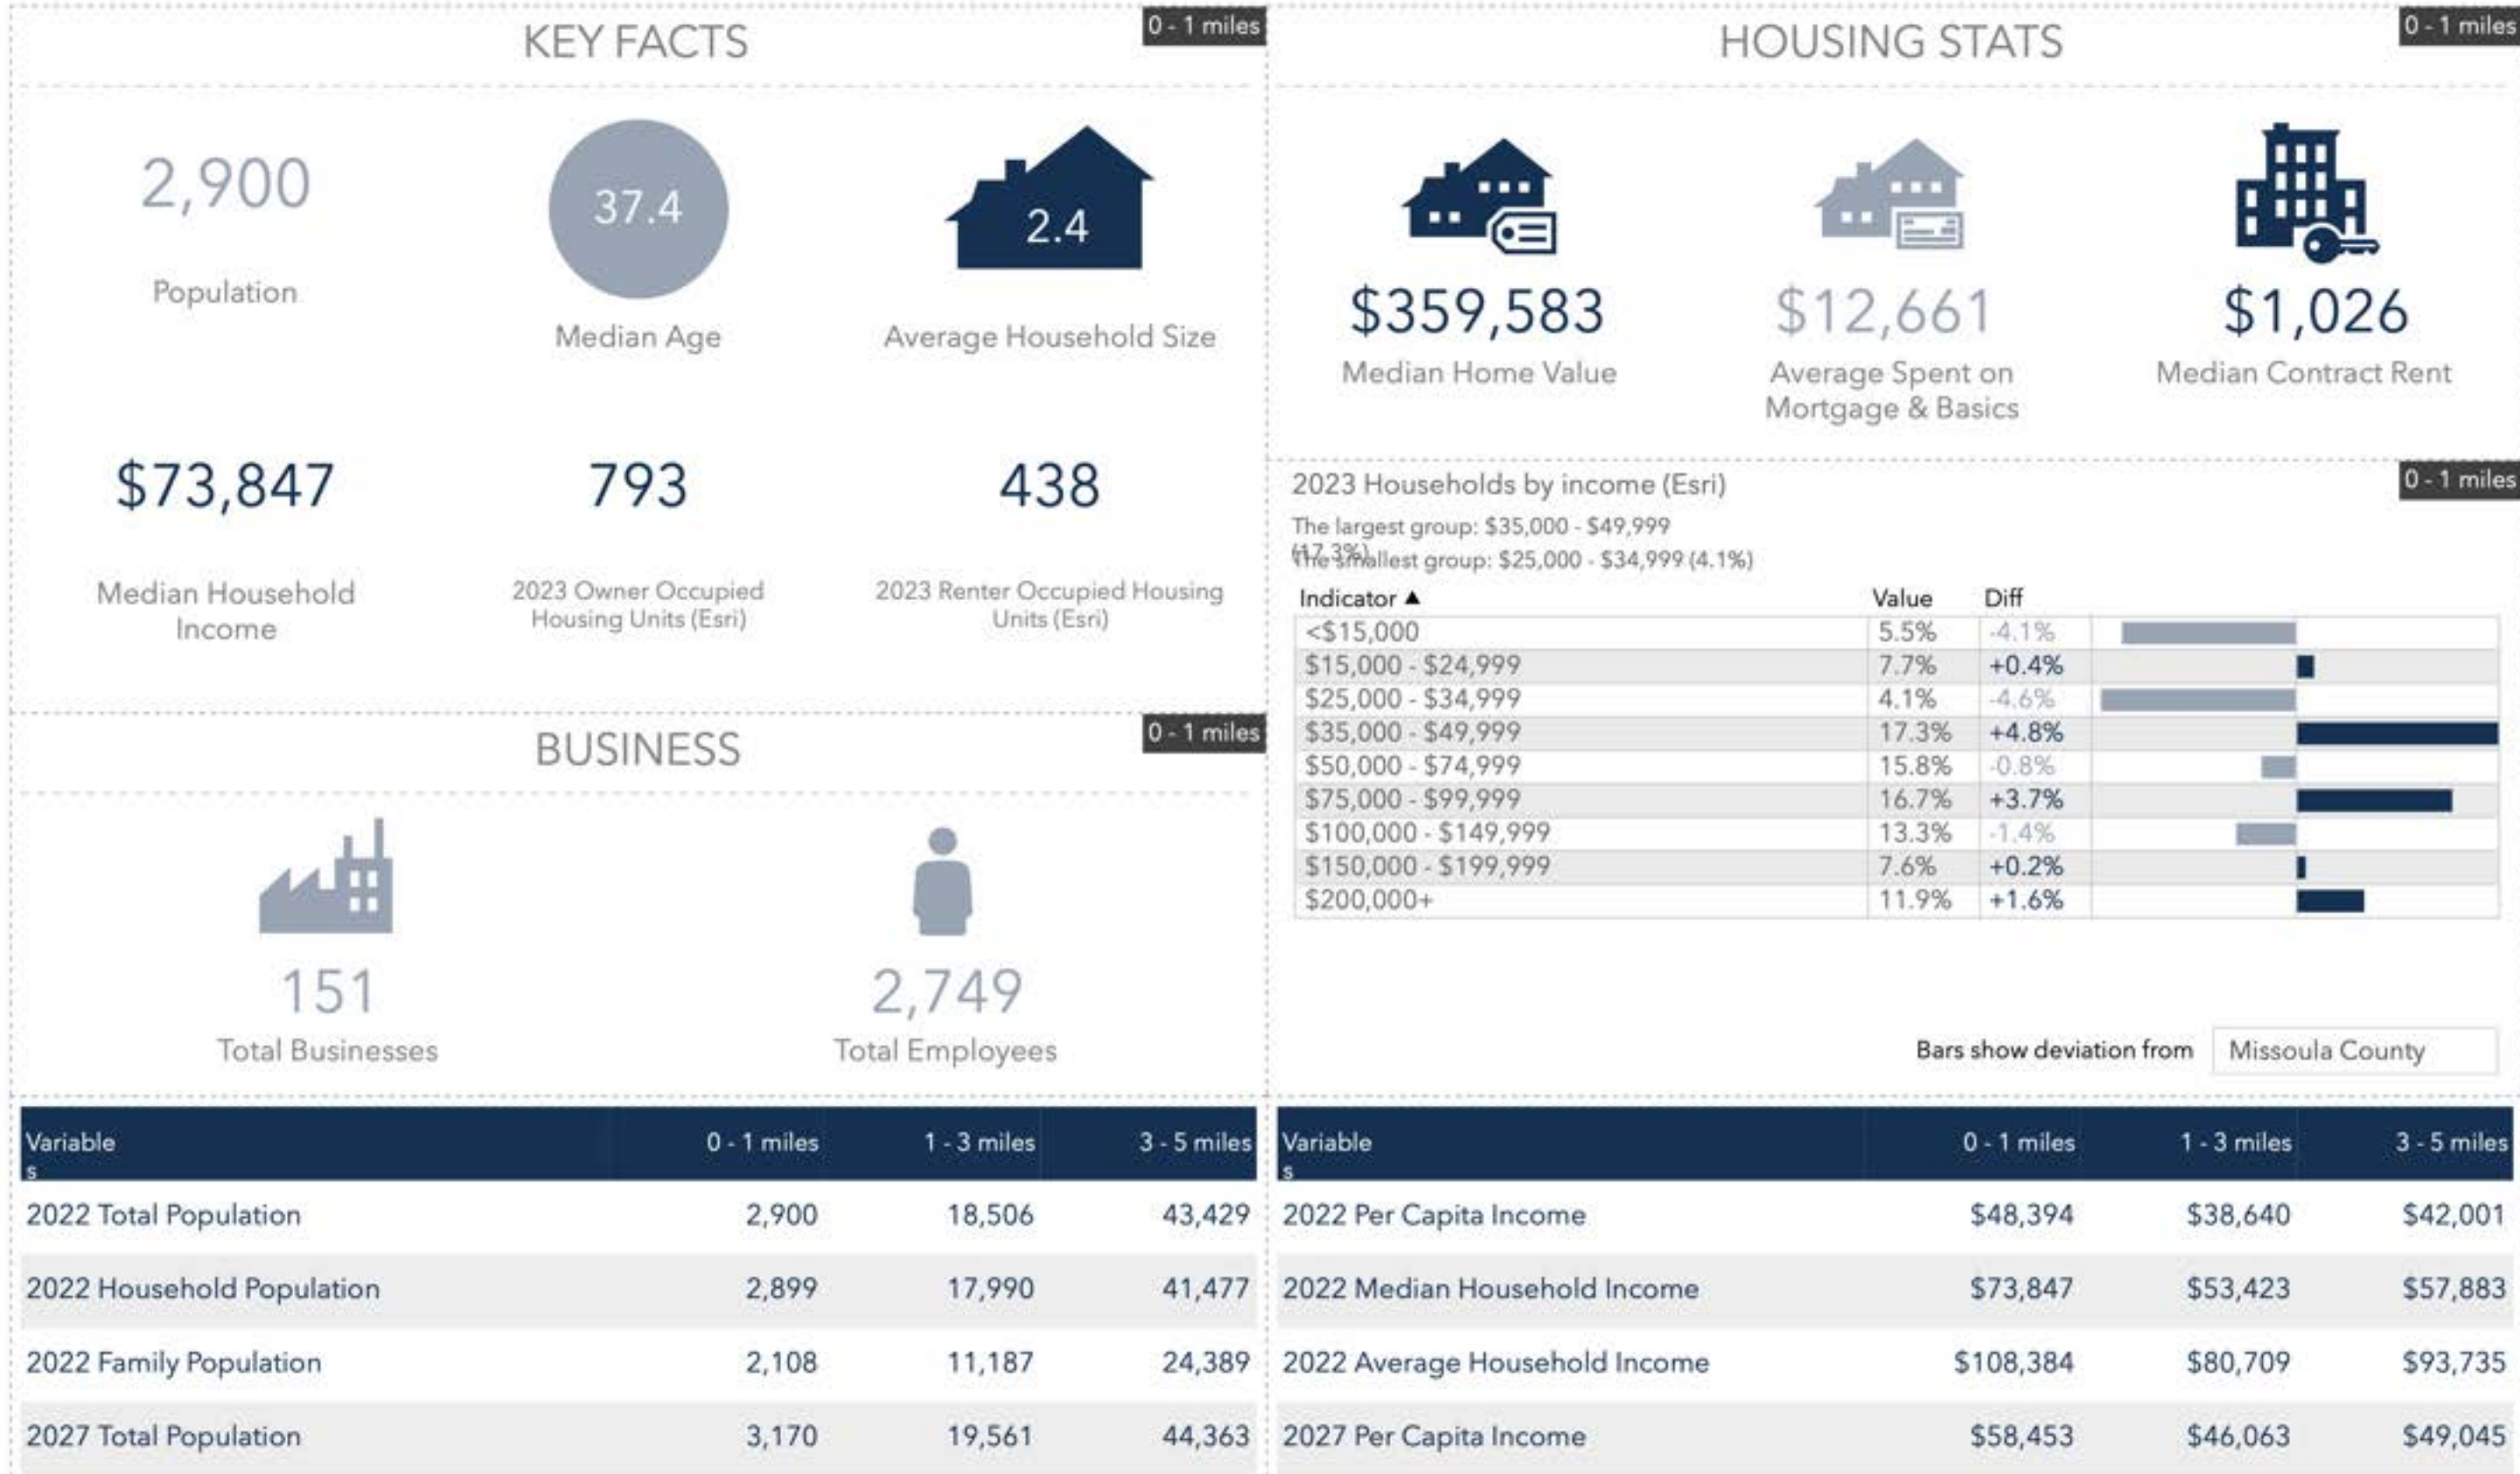 KEY FACTS
0 - 1 miles
2,900
Population
37.4
Median Age
2.4
Average Household Size
$73,847
Median Household
Income
793
2023 Owner Occupied
Housing Units (Esri)
438
2023 Renter Occupied Housing
Units (Esri)
HOUSING STATS
0 - 1 miles
$359,583
Median Home Value
$12,661
Average Spent on
Mortgage & Basics
$1,026
Median Contract Rent
2023 Households by income (Esri)
0 - 1 miles
The largest group: $35,000 - $49,999
(17.3%)
The smallest group: $25,000 - $34,999 (4.1%)
Indicator ▲ Value Diff
<$15,000 5.5% -4.1%
$15,000 - $24,999 7.7% +0.4%
$25,000 - $34,999 4.1% -4.6%
$35,000 - $49,999 17.3% +4.8%
$50,000 - $74,999 15.8% -0.8%
$75,000 - $99,999 16.7% +3.7%
$100,000 - $149,999 13.3% -1.4%
$150,000 - $199,999 7.6% +0.2%
$200,000+ 11.9% +1.6%
Bars show deviation from Missoula County
BUSINESS
0 - 1 miles
151
Total Businesses
2,749
Total Employees
Variable 0 - 1 miles 1 - 3 miles 3 - 5 miles
s
2022 Total Population 2,900 18,506 43,429
2022 Household Population 2,899 17,990 41,477
2022 Family Population 2,108 11,187 24,389
2027 Total Population 3,170 19,561 44,363
Variable 0 - 1 miles 1 - 3 miles 3 - 5 miles
s
2022 Per Capita Income $48,394 $38,640 $42,001
2022 Median Household Income $73,847 $53,423 $57,883
2022 Average Household Income $108,384 $80,709 $93,735
2027 Per Capita Income $58,453 $46,063 $49,045